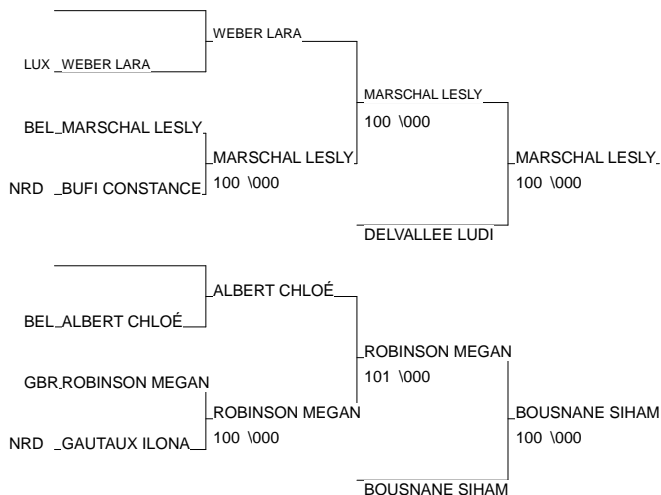 WEBER LARA
LUX WEBER LARA
MARSCHAL LESLY
100 \000
BEL MARSCHAL LESLY
MARSCHAL LESLY
100 \000
MARSCHAL LESLY
100 \000
NRD BUFI CONSTANCE
DELVALLEE LUDI
ALBERT CHLOÉ
BEL ALBERT CHLOÉ
ROBINSON MEGAN
101 \000
GBR ROBINSON MEGAN
ROBINSON MEGAN
100 \000
BOUSNANE SIHAM
100 \000
NRD GAUTAUX ILONA
BOUSNANE SIHAM